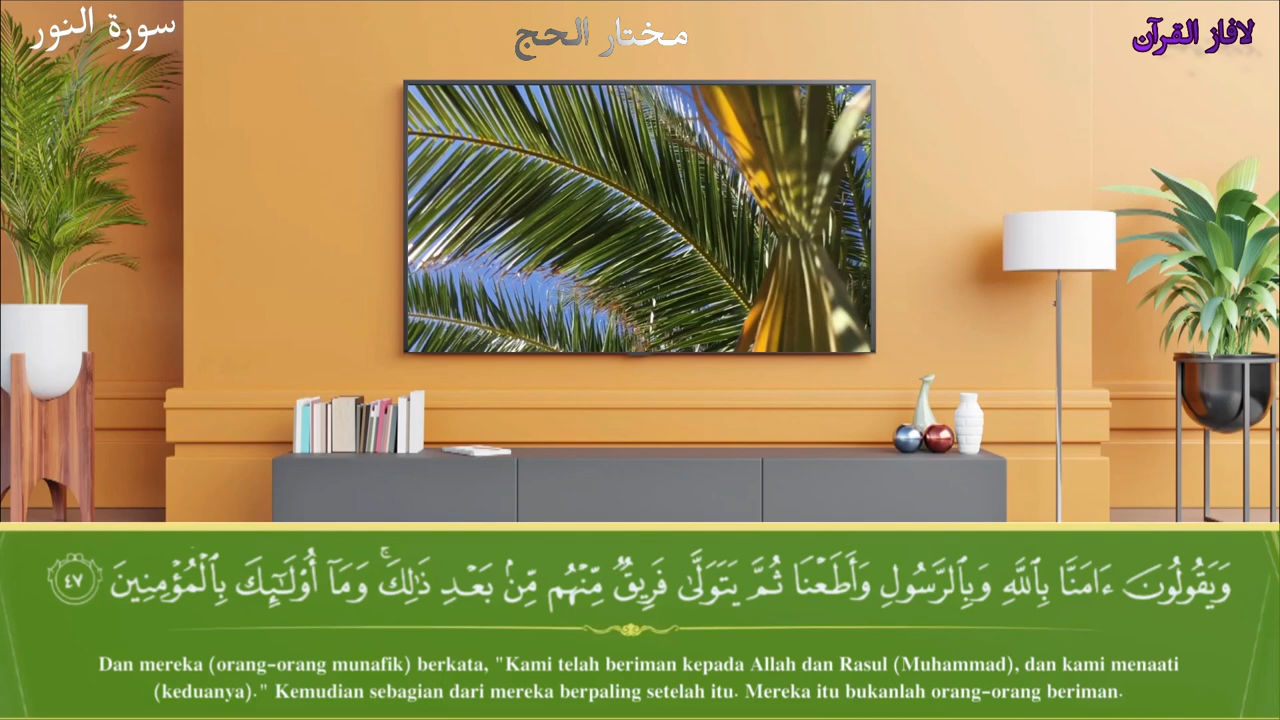 سورة النور
مختار الحج
لافاز القرآن
وَيَقُولُونَ ءَامَنَّا بِٱللَّهِ وَبِٱلرَّسُولِ وَأَطَعْنَا ثُمَّ يَتَوَلَّىٰ فَرِيقٌ مِّنْهُم مِّنۢ بَعْدِ ذَٰلِكَ ۚ وَمَآ أُو۟لَـٰٓئِكَ بِٱلْمُؤْمِنِينَ ٤٧
Dan mereka (orang-orang munafik) berkata, "Kami telah beriman kepada Allah dan Rasul (Muhammad), dan kami menaati
(keduanya)." Kemudian sebagian dari mereka berpaling setelah itu. Mereka itu bukanlah orang-orang beriman.